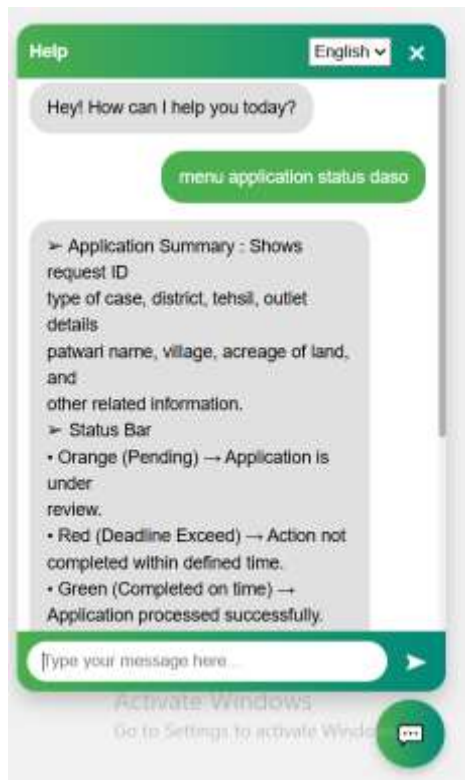 Help
English
×
Hey! How can I help you today?
menu application status daso
➢ Application Summary : Shows
request ID
type of case, district, tehsil, outlet
details
patwari name, village, acreage of land,
and
other related information.
➢ Status Bar
• Orange (Pending) → Application is
under
review.
• Red (Deadline Exceed) → Action not
completed within defined time.
• Green (Completed on time) →
Application processed successfully.
Type your message here...
Activate Windows
Go to Settings to activate Windo